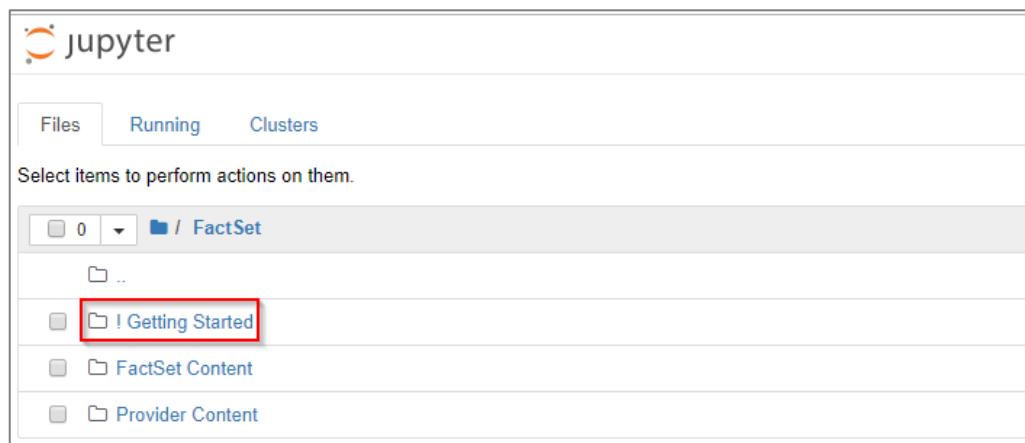 jupyter
Files Running Clusters
Select items to perform actions on them.
0 / FactSet
..
! Getting Started
FactSet Content
Provider Content